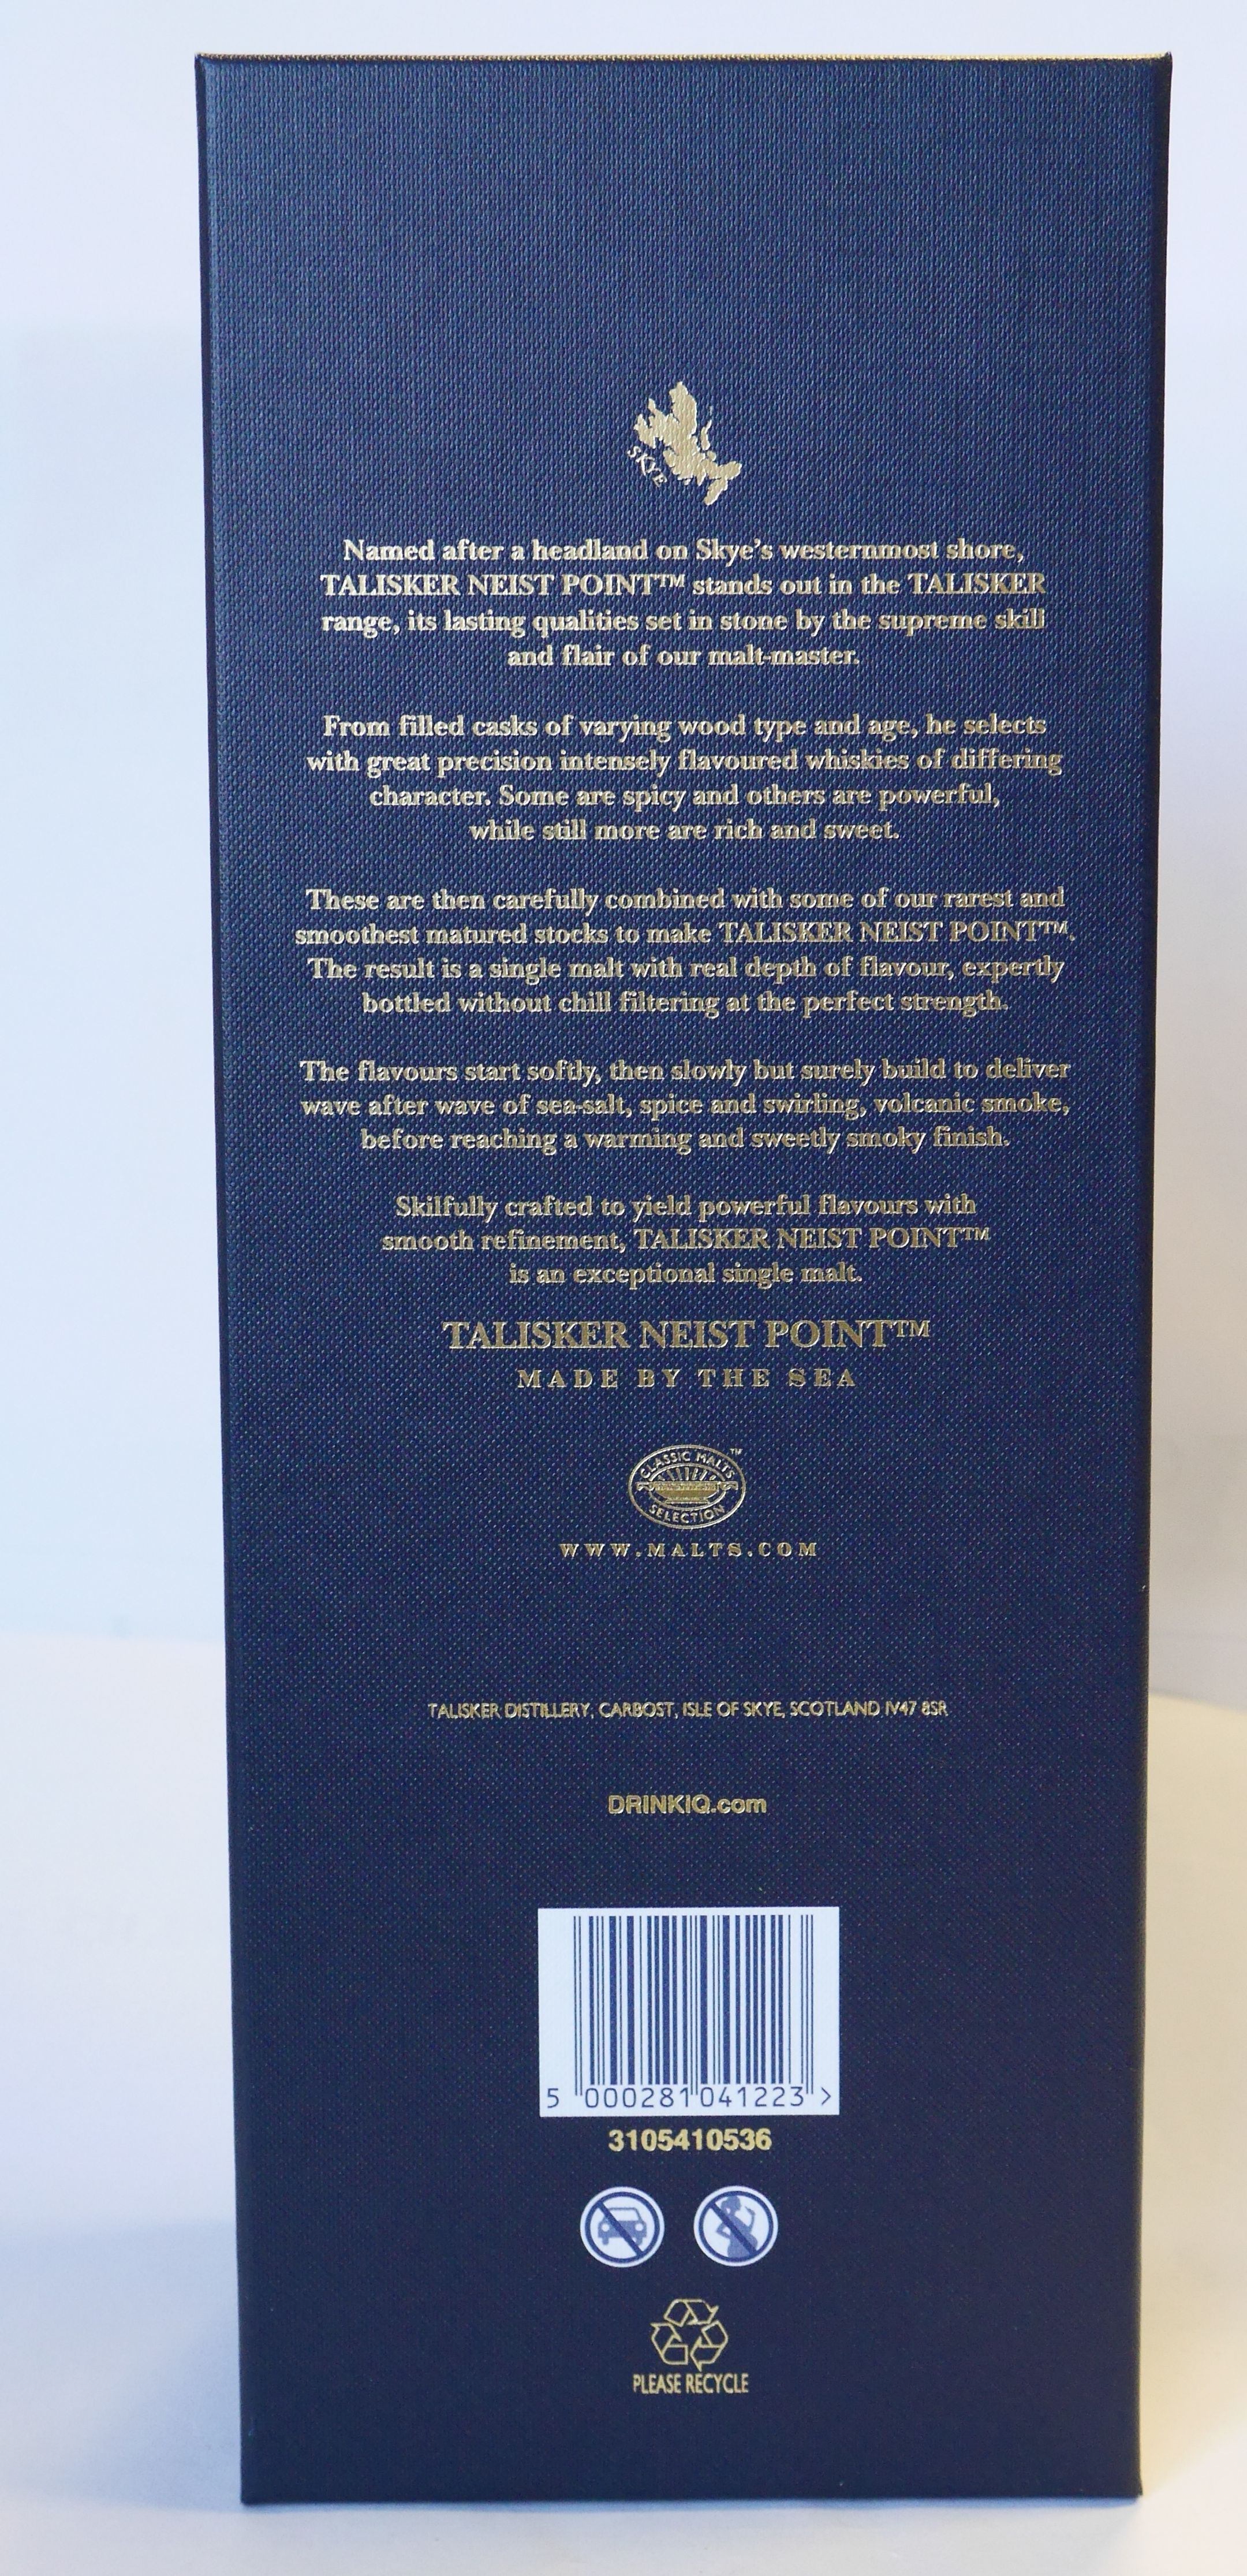 SKYE
Named after a headland on Skye's westernmost shore,
TALISKER NEIST POINT™ stands out in the TALISKER
range, its lasting qualities set in stone by the supreme skill
and flair of our malt-master.
From filled casks of varying wood type and age, he selects
with great precision intensely flavoured whiskies of differing
character. Some are spicy and others are powerful,
while still more are rich and sweet.
These are then carefully combined with some of our rarest and
smoothest matured stocks to make TALISKER NEIST POINT™.
The result is a single malt with real depth of flavour, expertly
bottled without chill filtering at the perfect strength.
The flavours start softly, then slowly but surely build to deliver
wave after wave of sea-salt, spice and swirling, volcanic smoke,
before reaching a warming and sweetly smoky finish.
Skilfully crafted to yield powerful flavours with
smooth refinement, TALISKER NEIST POINT™
is an exceptional single malt.
TALISKER NEIST POINT™
MADE BY THE SEA
CLASSIC MALTS™
SELECTION
WWW.MALTS.COM
TALISKER DISTILLERY, CARBOST, ISLE OF SKYE, SCOTLAND IV47 8SR
DRINKIQ.com
5 000281 041223 >
3105410536
PLEASE RECYCLE